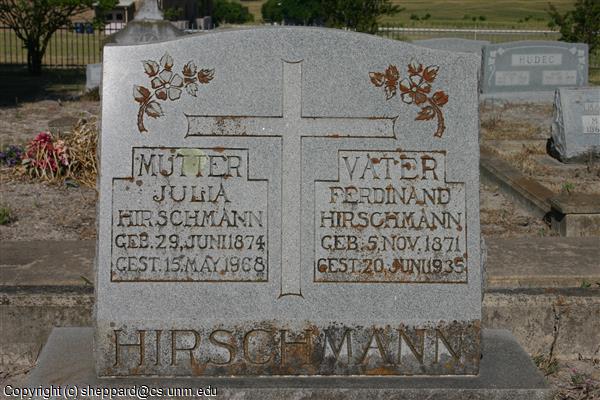 MUTTER
JULIA
HIRSCHMANN
GEB. 29. JUNI 1874
GEST. 15. MAY 1968
VATER
FERDINAND
HIRSCHMANN
GEB. 5. NOV. 1871
GEST. 20. JUNI 1935
HIRSCHMANN
HUDEC
Copyright (c) sheppard@cs.unm.edu